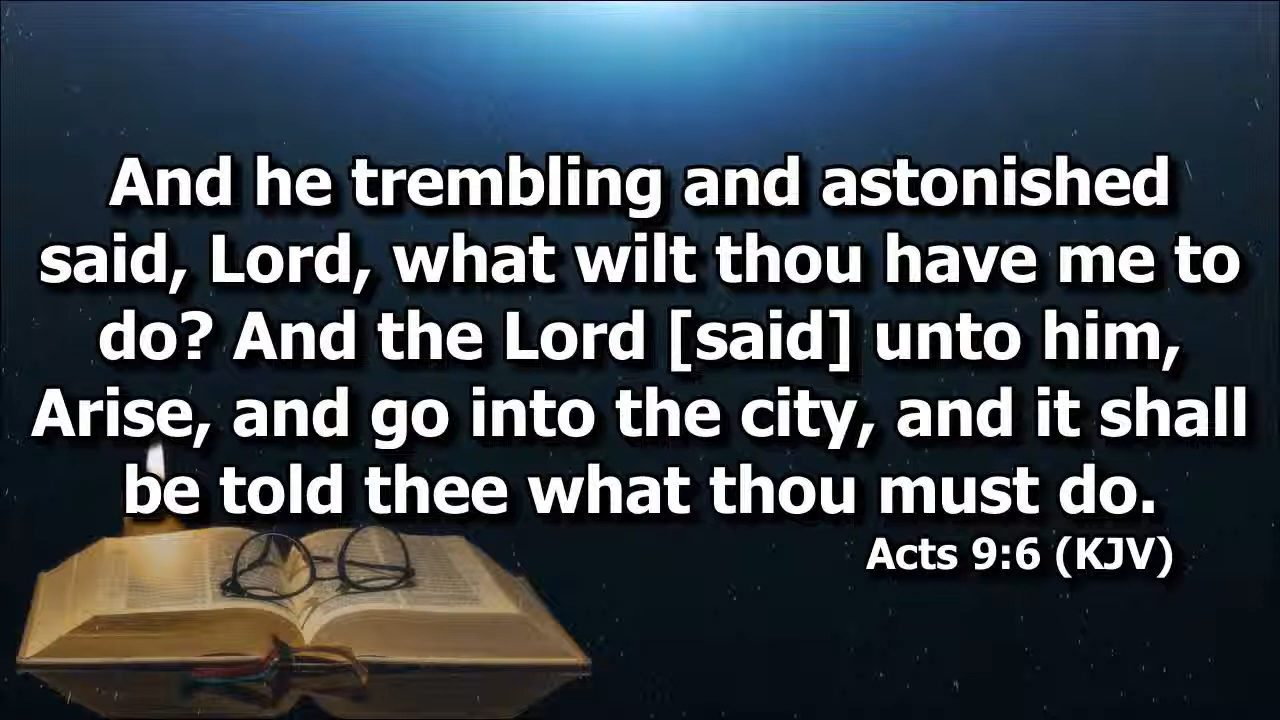 And he trembling and astonished
said, Lord, what wilt thou have me to
do? And the Lord [said] unto him,
Arise, and go into the city, and it shall
be told thee what thou must do.
Acts 9:6 (KJV)